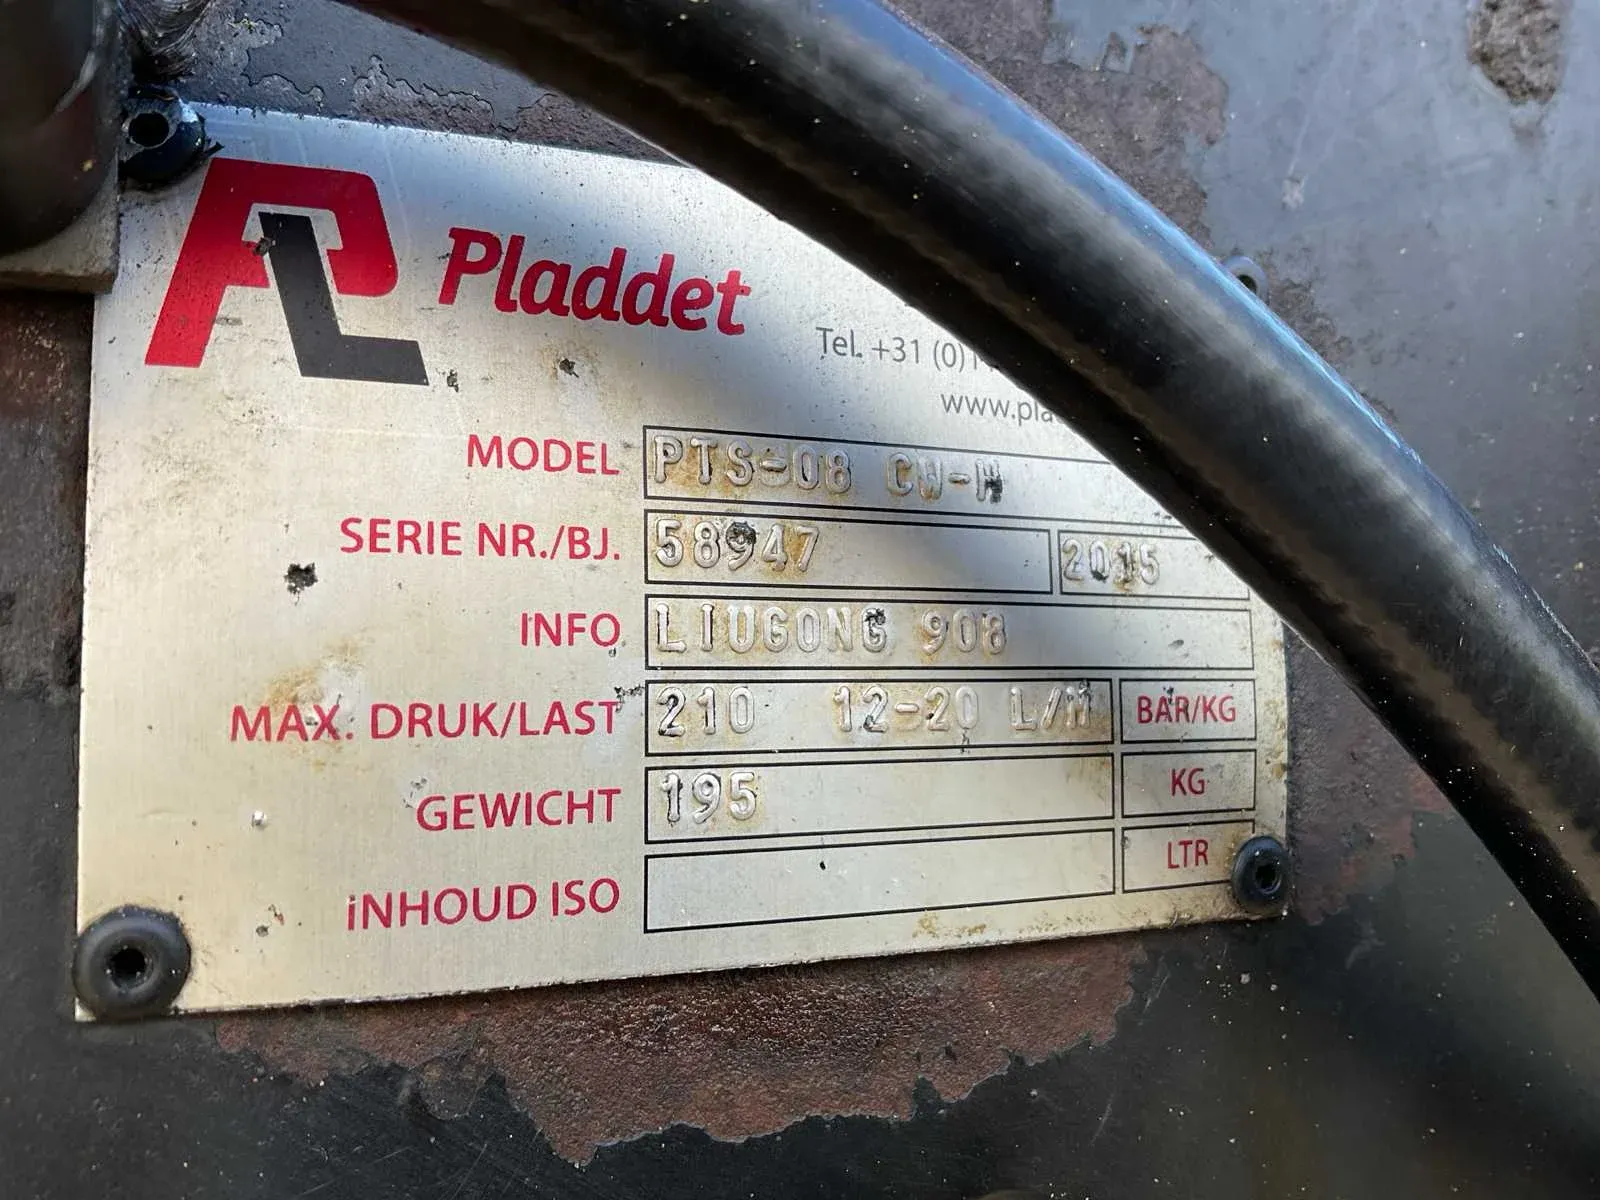 PL Pladdet
Tel. +31 (0)1
www.pla
MODEL PTS-08 CW-H
SERIE NR./BJ. 58947 2015
INFO LIUGONG 908
MAX. DRUK/LAST 210 12-20 L/M BAR/KG
GEWICHT 195 KG
INHOUD ISO LTR